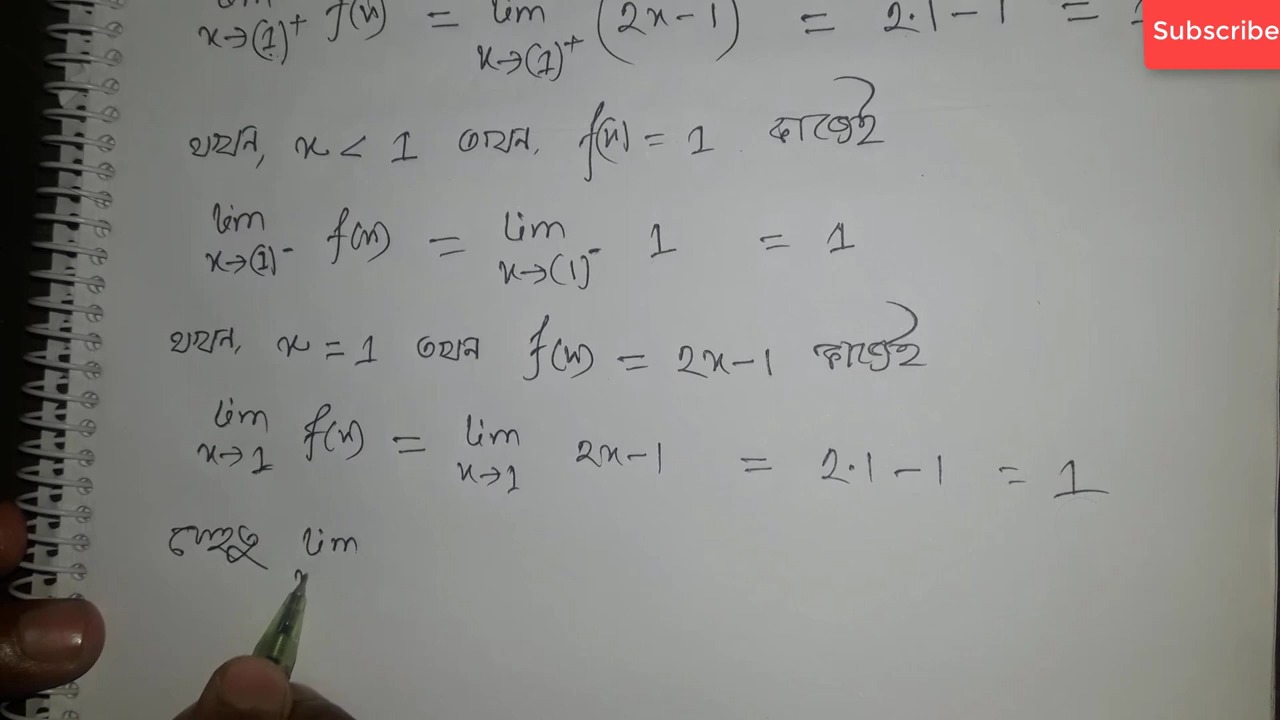 lim x→(1)⁺ f(x) = lim x→(1)⁺ (2x-1) = 2·1-1 =
Subscribe
যখন, x < 1 তখন, f(x) = 1 কাজেই
lim x→(1)⁻ f(x) = lim x→(1)⁻ 1 = 1
যখন, x = 1 তখন f(x) = 2x-1 কাজেই
lim x→1 f(x) = lim x→1 2x-1 = 2·1-1 = 1
যেহেতু lim x